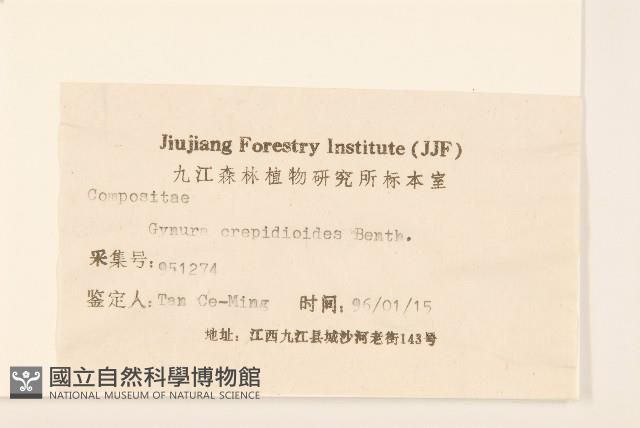 Jiujiang Forestry Institute (JJF)
九江森林植物研究所标本室
Compositae
Gynura crepidioides Benth.
采集号: 951274
鉴定人: Tan Ce-Ming 时间: 96/01/15
地址: 江西九江县城沙河老街143号
國立自然科學博物館
NATIONAL MUSEUM OF NATURAL SCIENCE